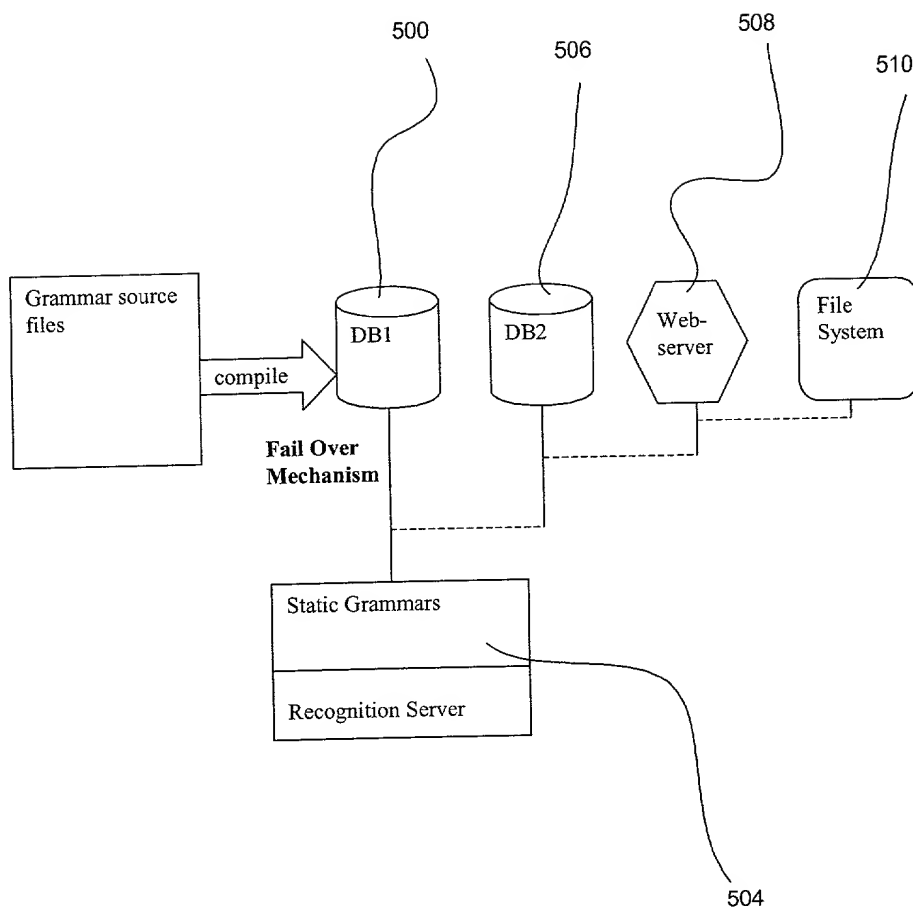 500
506
508
510
Grammar source
files
compile
DB1
DB2
Web-
server
File
System
Fail Over
Mechanism
Static Grammars
Recognition Server
504